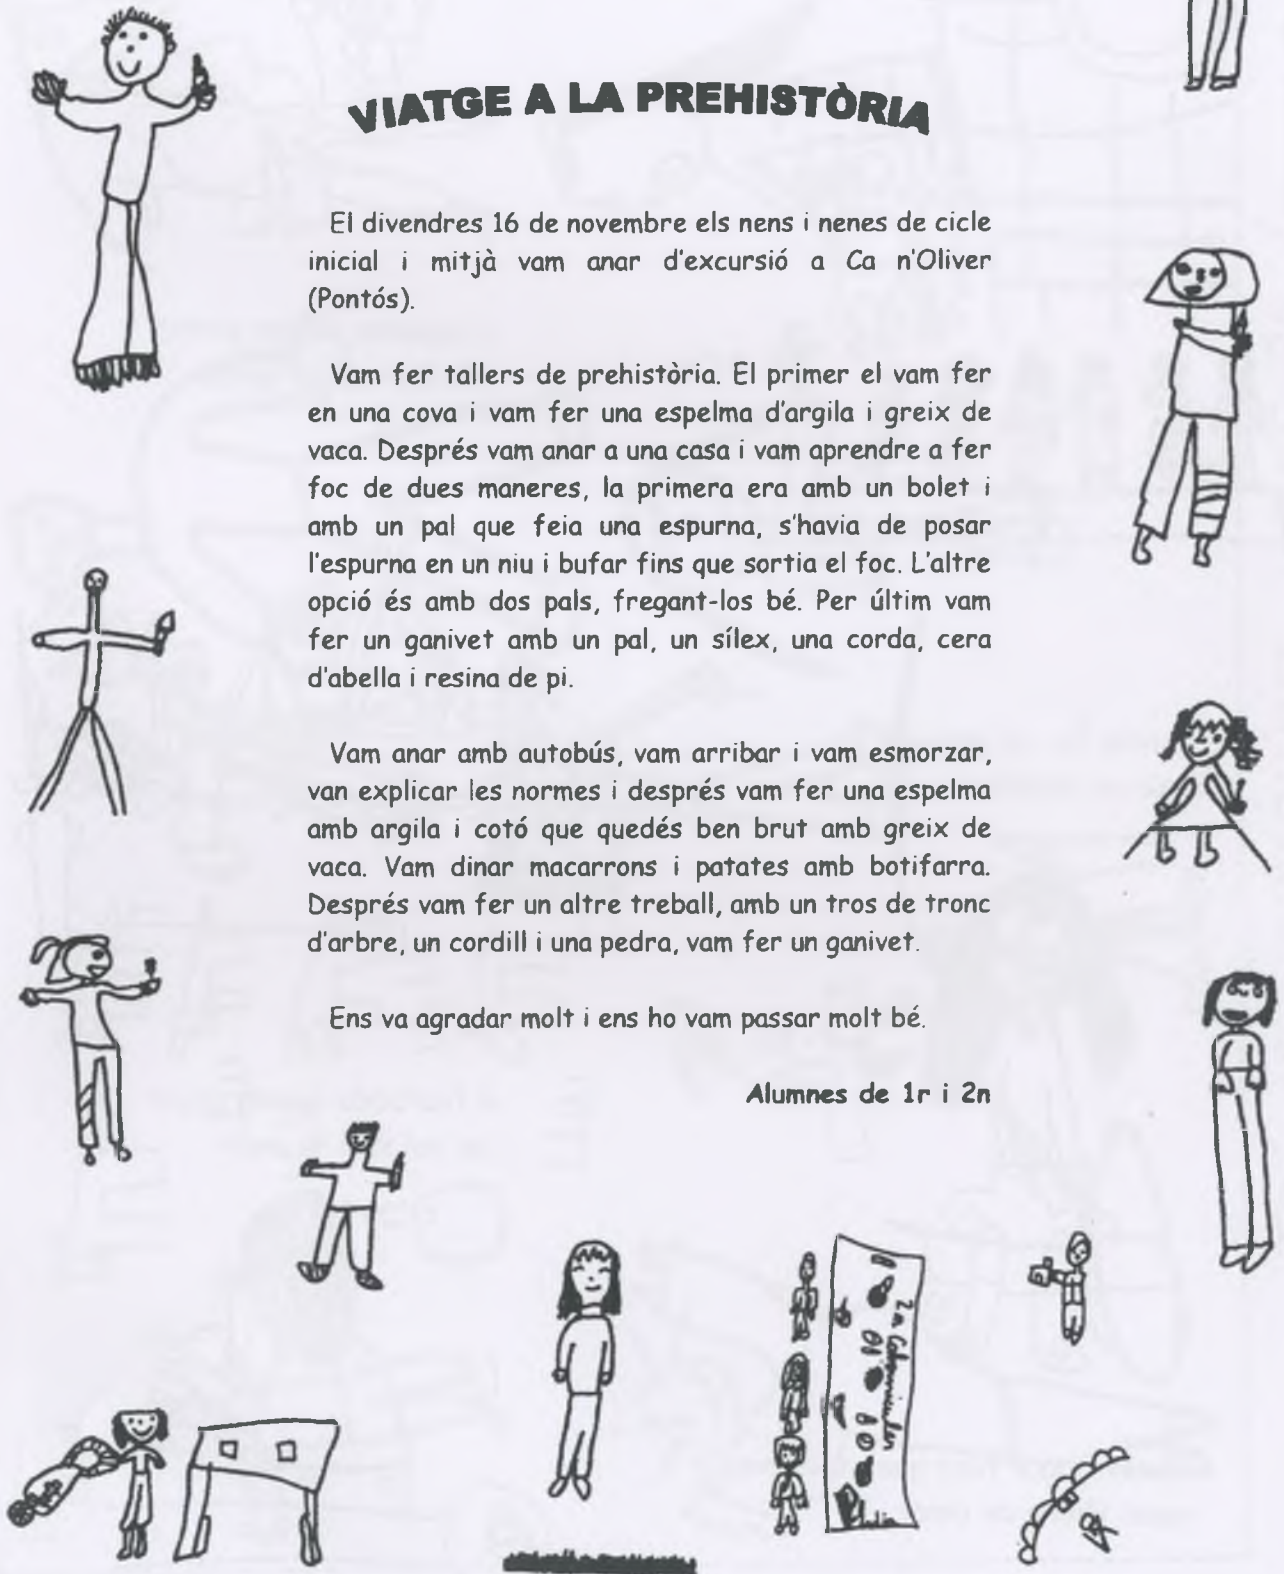 VIATGE A LA PREHISTÒRIA
El divendres 16 de novembre els nens i nenes de cicle
inicial i mitjà vam anar d'excursió a Ca n'Oliver
(Pontós).
Vam fer tallers de prehistòria. El primer el vam fer
en una cova i vam fer una espelma d'argila i greix de
vaca. Després vam anar a una casa i vam aprendre a fer
foc de dues maneres, la primera era amb un bolet i
amb un pal que feia una espurna, s'havia de posar
l'espurna en un niu i bufar fins que sortia el foc. L'altre
opció és amb dos pals, fregant-los bé. Per últim vam
fer un ganivet amb un pal, un sílex, una corda, cera
d'abella i resina de pi.
Vam anar amb autobús, vam arribar i vam esmorzar,
van explicar les normes i després vam fer una espelma
amb argila i cotó que quedés ben brut amb greix de
vaca. Vam dinar macarrons i patates amb botifarra.
Després vam fer un altre treball, amb un tros de tronc
d'arbre, un cordill i una pedra, vam fer un ganivet.
Ens va agradar molt i ens ho vam passar molt bé.
Alumnes de 1r i 2n